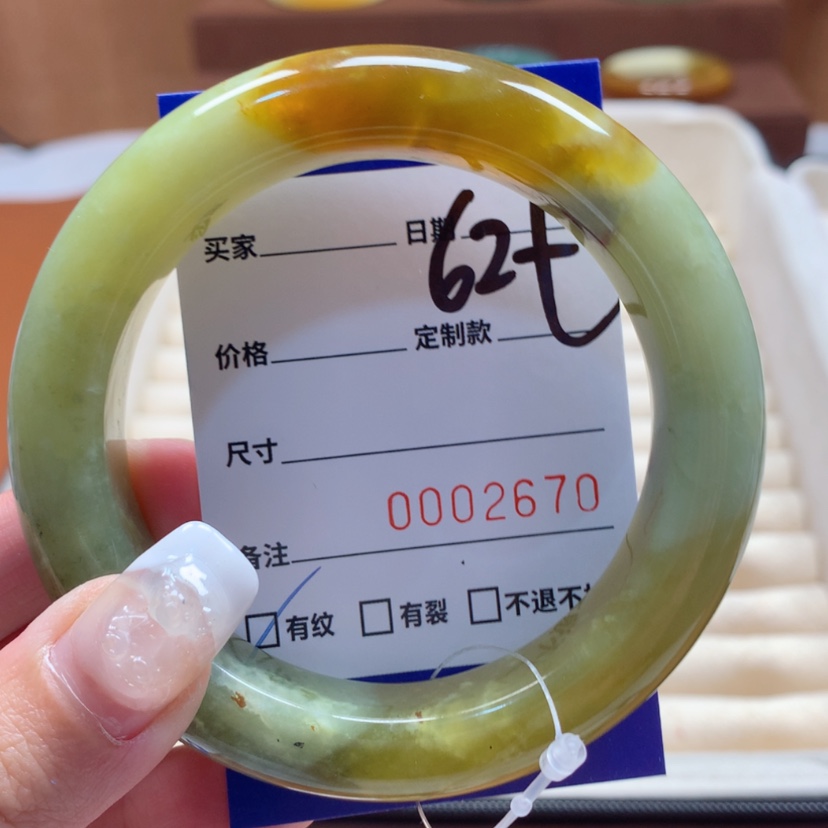 买家 日期
62七
价格 定制款
尺寸
0002670
备注
有纹 有裂 不退不